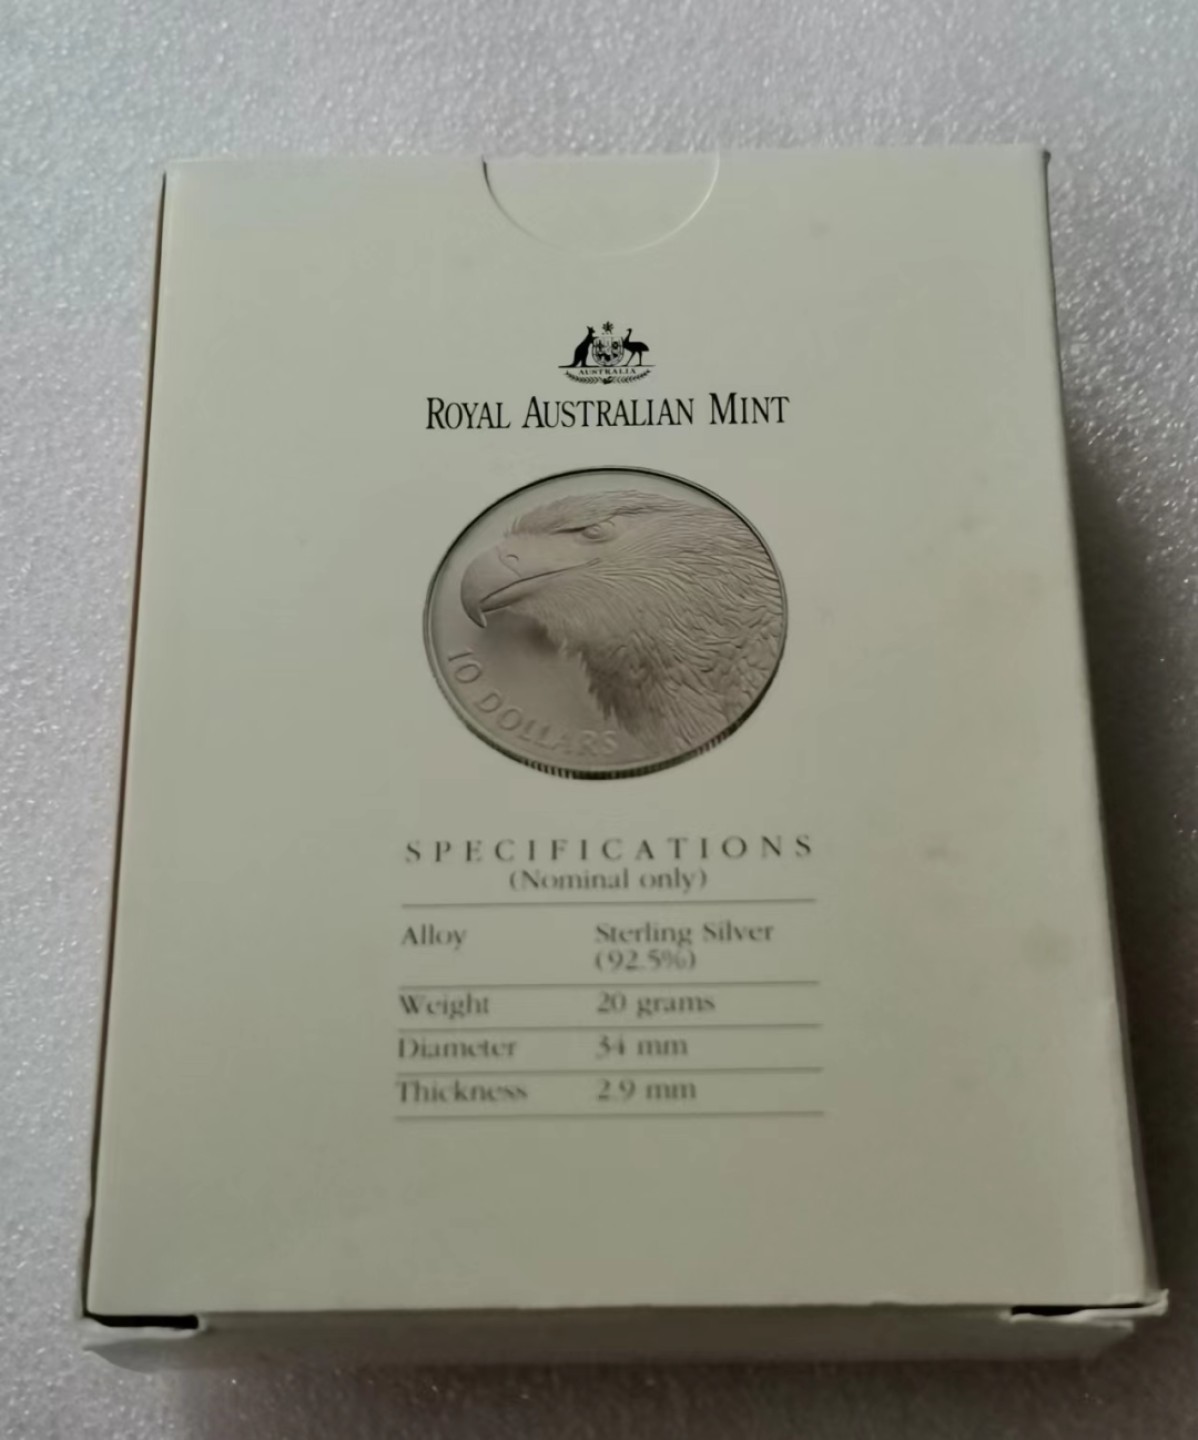 AUSTRALIA
ROYAL AUSTRALIAN MINT
10 DOLLARS
SPECIFICATIONS
(Nominal only)
Alloy Sterling Silver
(92.5%)
Weight 20 grams
Diameter 34 mm
Thickness 2.9 mm